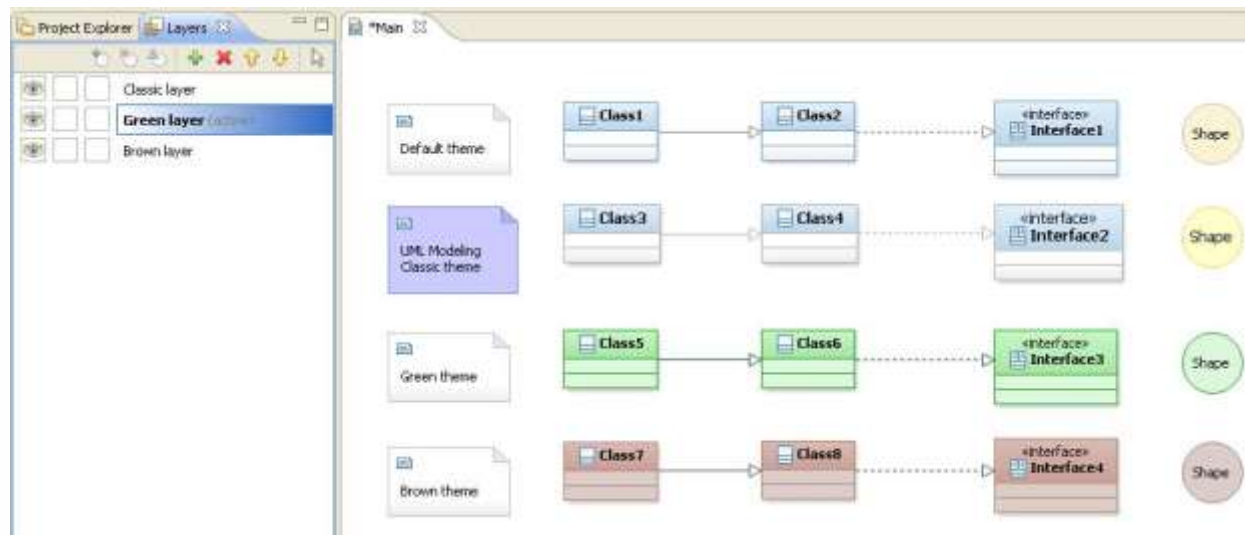 Project Explorer
Layers
*Main
Classic layer
Green layer (active)
Brown layer
Default theme
Class1
Class2
«interface»
Interface1
Shape
UML Modeling
Classic theme
Class3
Class4
«interface»
Interface2
Shape
Green theme
Class5
Class6
«interface»
Interface3
Shape
Brown theme
Class7
Class8
«interface»
Interface4
Shape